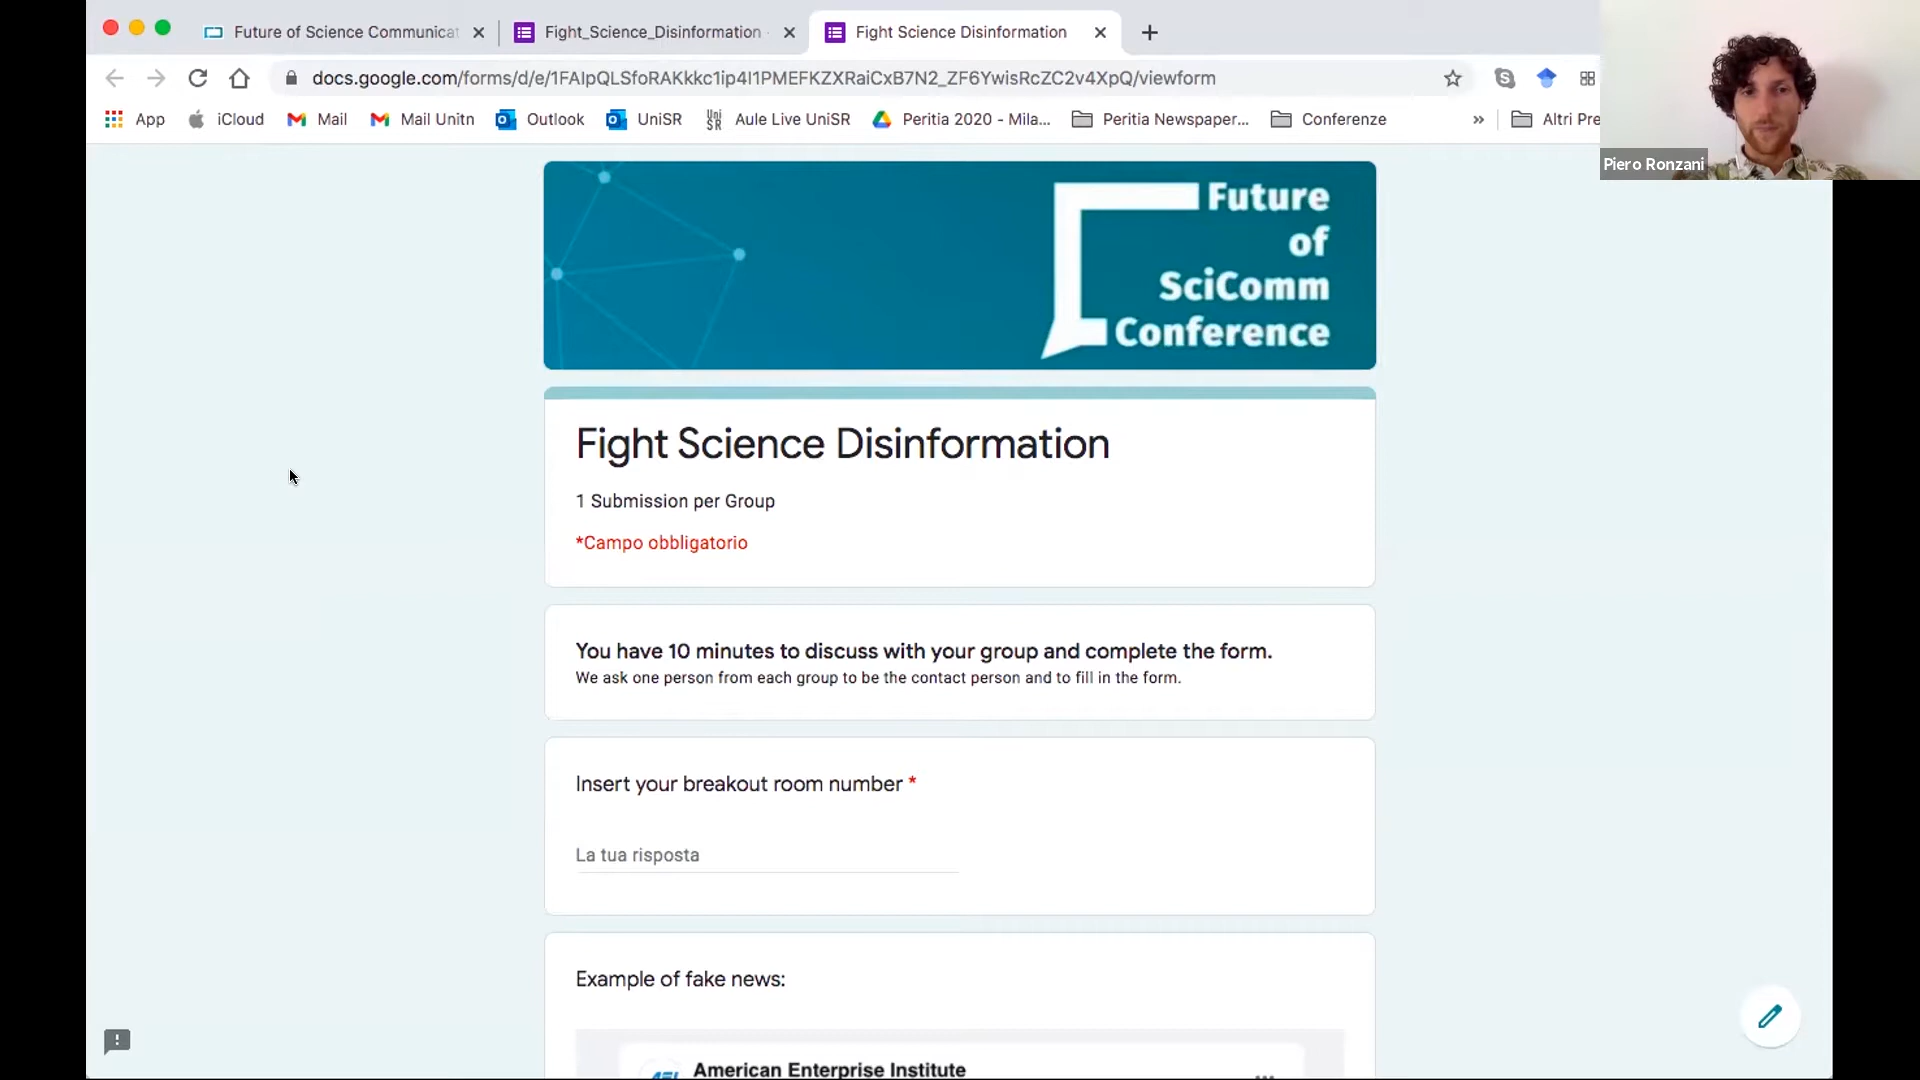 Future of Science Communicat
Fight_Science_Disinformation
Fight Science Disinformation
docs.google.com/forms/d/e/1FAIpQLSfoRAKkkc1ip4I1PMEFKZXRaiCxB7N2_ZF6YwisRcZC2v4XpQ/viewform
App
iCloud
Mail
Mail Unitn
Outlook
Uni SR
UniSR
Aule Live UniSR
Peritia 2020 - Mila...
Peritia Newspaper...
Conferenze
»
Altri Pre
Piero Ronzani
Future
of
SciComm
Conference
Fight Science Disinformation
1 Submission per Group
*Campo obbligatorio
You have 10 minutes to discuss with your group and complete the form.
We ask one person from each group to be the contact person and to fill in the form.
Insert your breakout room number *
La tua risposta
Example of fake news:
AEI
American Enterprise Institute